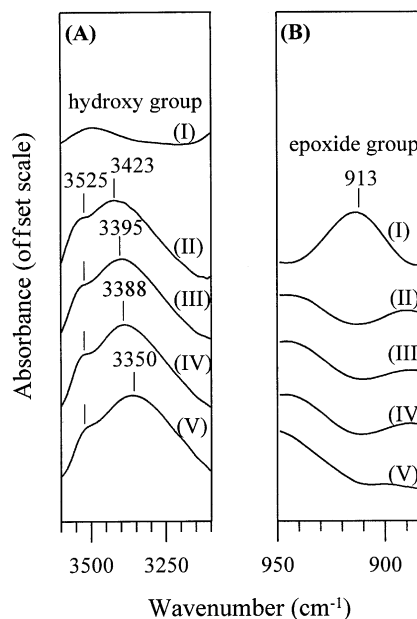 (A)
(B)
hydroxy group
(I)
3525
3423
(II)
3395
(III)
3388
(IV)
3350
(V)
epoxide group
913
(I)
(II)
(III
(IV
(V)
Absorbance (offset scale)
3500
3250
950
900
Wavenumber (cm⁻¹)